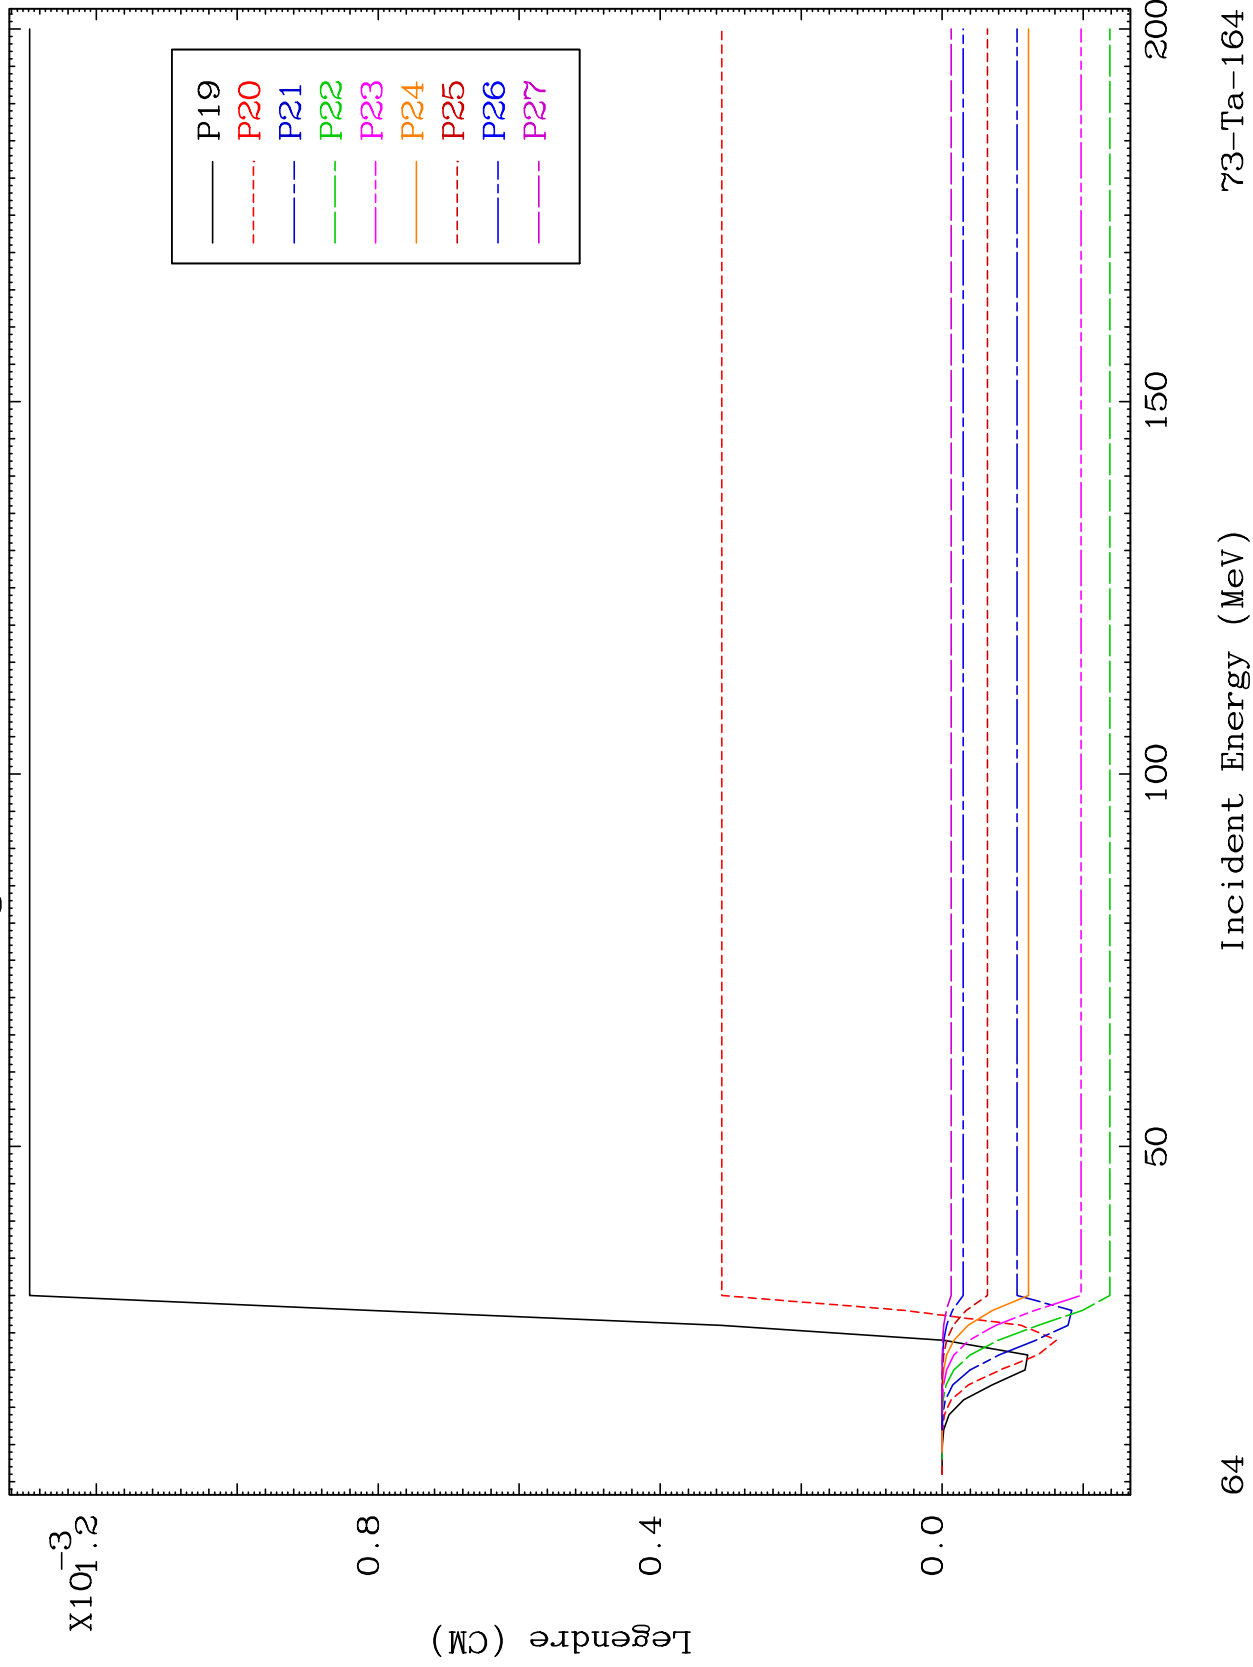 X10-3
1.2
0.8
0.4
0.0
Legendre (CM)
P19
P20
P21
P22
P23
P24
P25
P26
P27
50
100
150
200
64
Incident Energy (MeV)
73-Ta-164